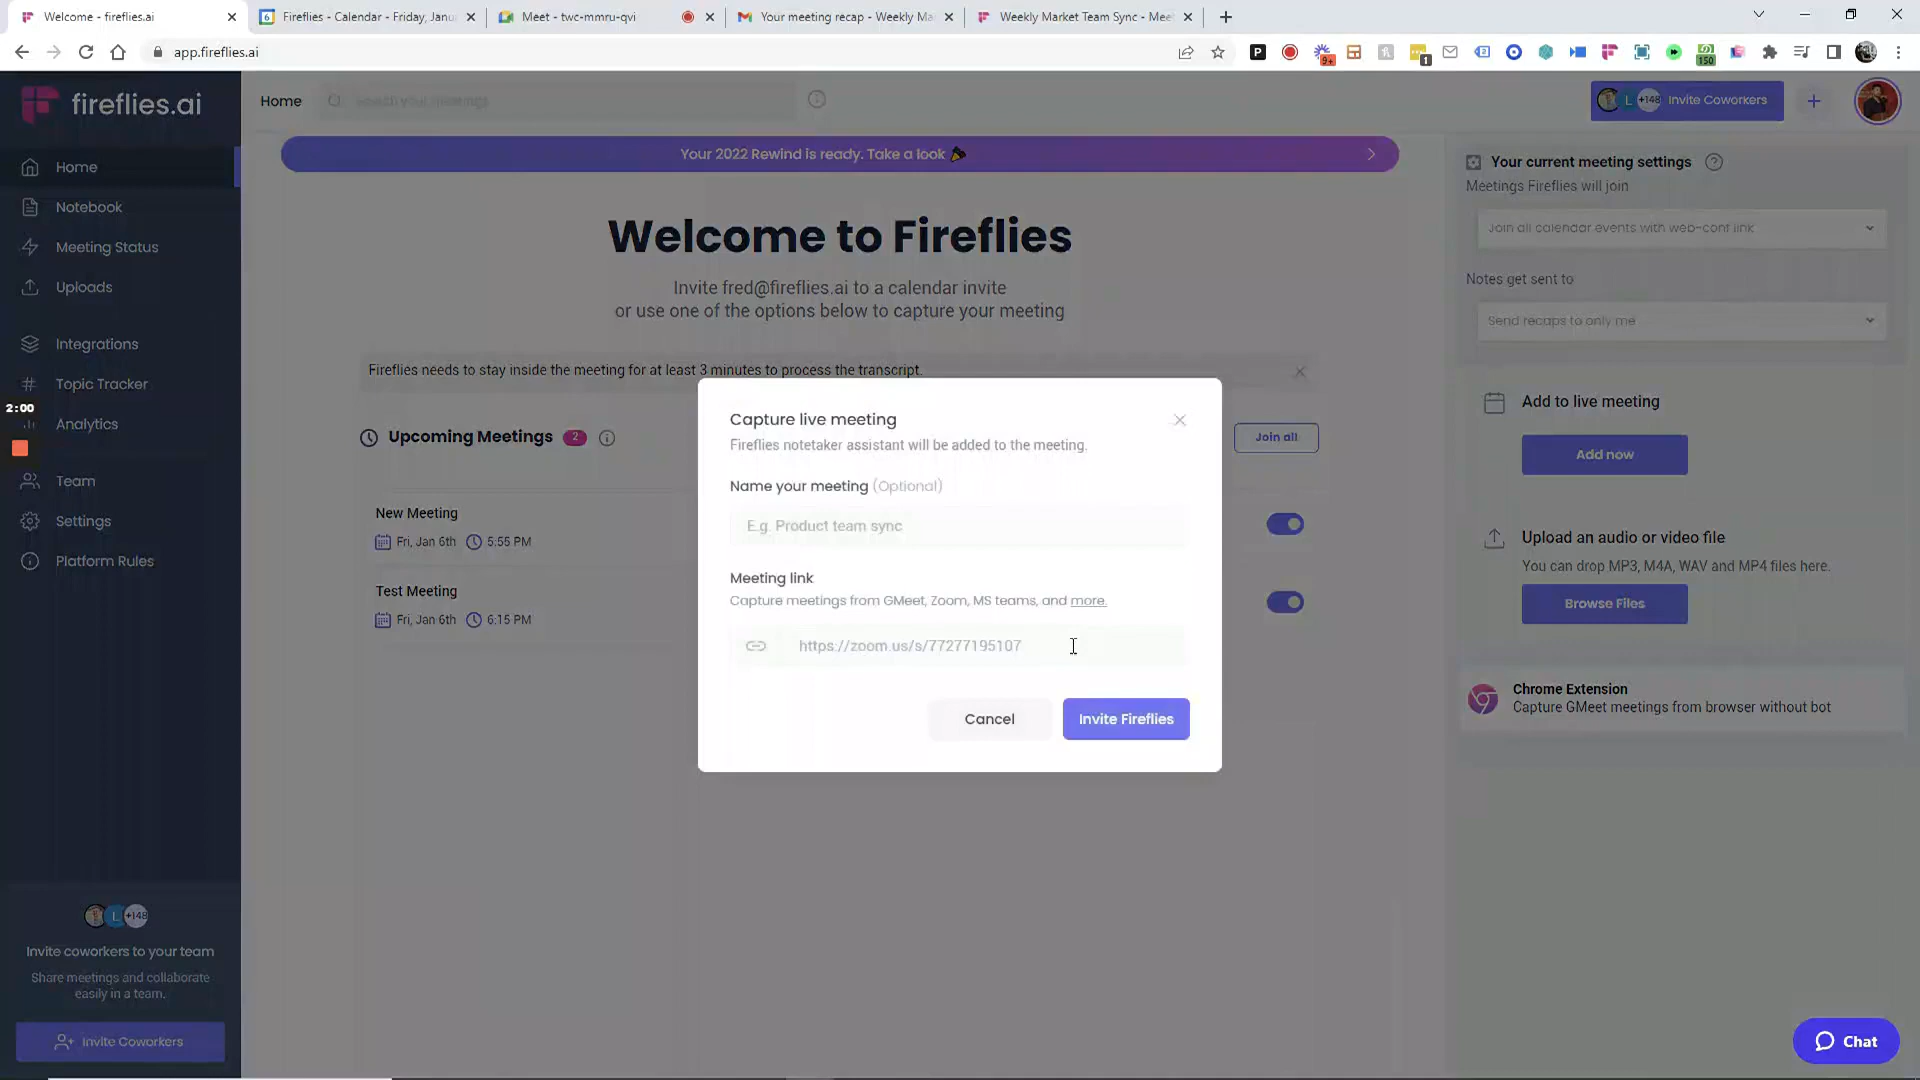 Welcome - fireflies.ai
Fireflies - Calendar - Friday, Janu
Meet - twc-mmru-qvi
Your meeting recap - Weekly Ma
Weekly Market Team Sync - Mee
app.fireflies.ai
9+
1
150
fireflies.ai
Home
Search your meetings
+148
Invite Coworkers
Home
Notebook
Meeting Status
Uploads
Integrations
Topic Tracker
2:00
Analytics
Team
Settings
Platform Rules
L +148
Invite coworkers to your team
Share meetings and collaborate
easily in a team.
Invite Coworkers
Your 2022 Rewind is ready. Take a look
Welcome to Fireflies
Invite fred@fireflies.ai to a calendar invite
or use one of the options below to capture your meeting
Fireflies needs to stay inside the meeting for at least 3 minutes to process the transcript.
Upcoming Meetings 2
Join all
New Meeting
Fri, Jan 6th 5:55 PM
Test Meeting
Fri, Jan 6th 6:15 PM
Capture live meeting
Fireflies notetaker assistant will be added to the meeting.
Name your meeting (Optional)
E.g. Product team sync
Meeting link
Capture meetings from GMeet, Zoom, MS teams, and more.
https://zoom.us/s/77277195107
Cancel
Invite Fireflies
Your current meeting settings
Meetings Fireflies will join
Join all calendar events with web-conf link
Notes get sent to
Send recaps to only me
Add to live meeting
Add now
Upload an audio or video file
You can drop MP3, M4A, WAV and MP4 files here.
Browse Files
Chrome Extension
Capture GMeet meetings from browser without bot
Chat